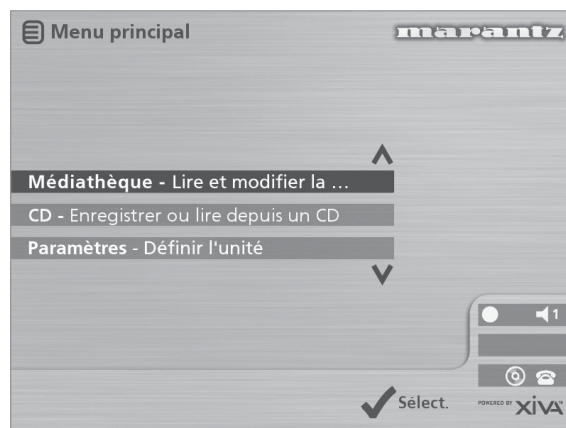 Menu principal
marantz
Médiathèque - Lire et modifier la ...
CD - Enregistrer ou lire depuis un CD
Paramètres - Définir l'unité
1
Sélect.
POWERED BY XiVA